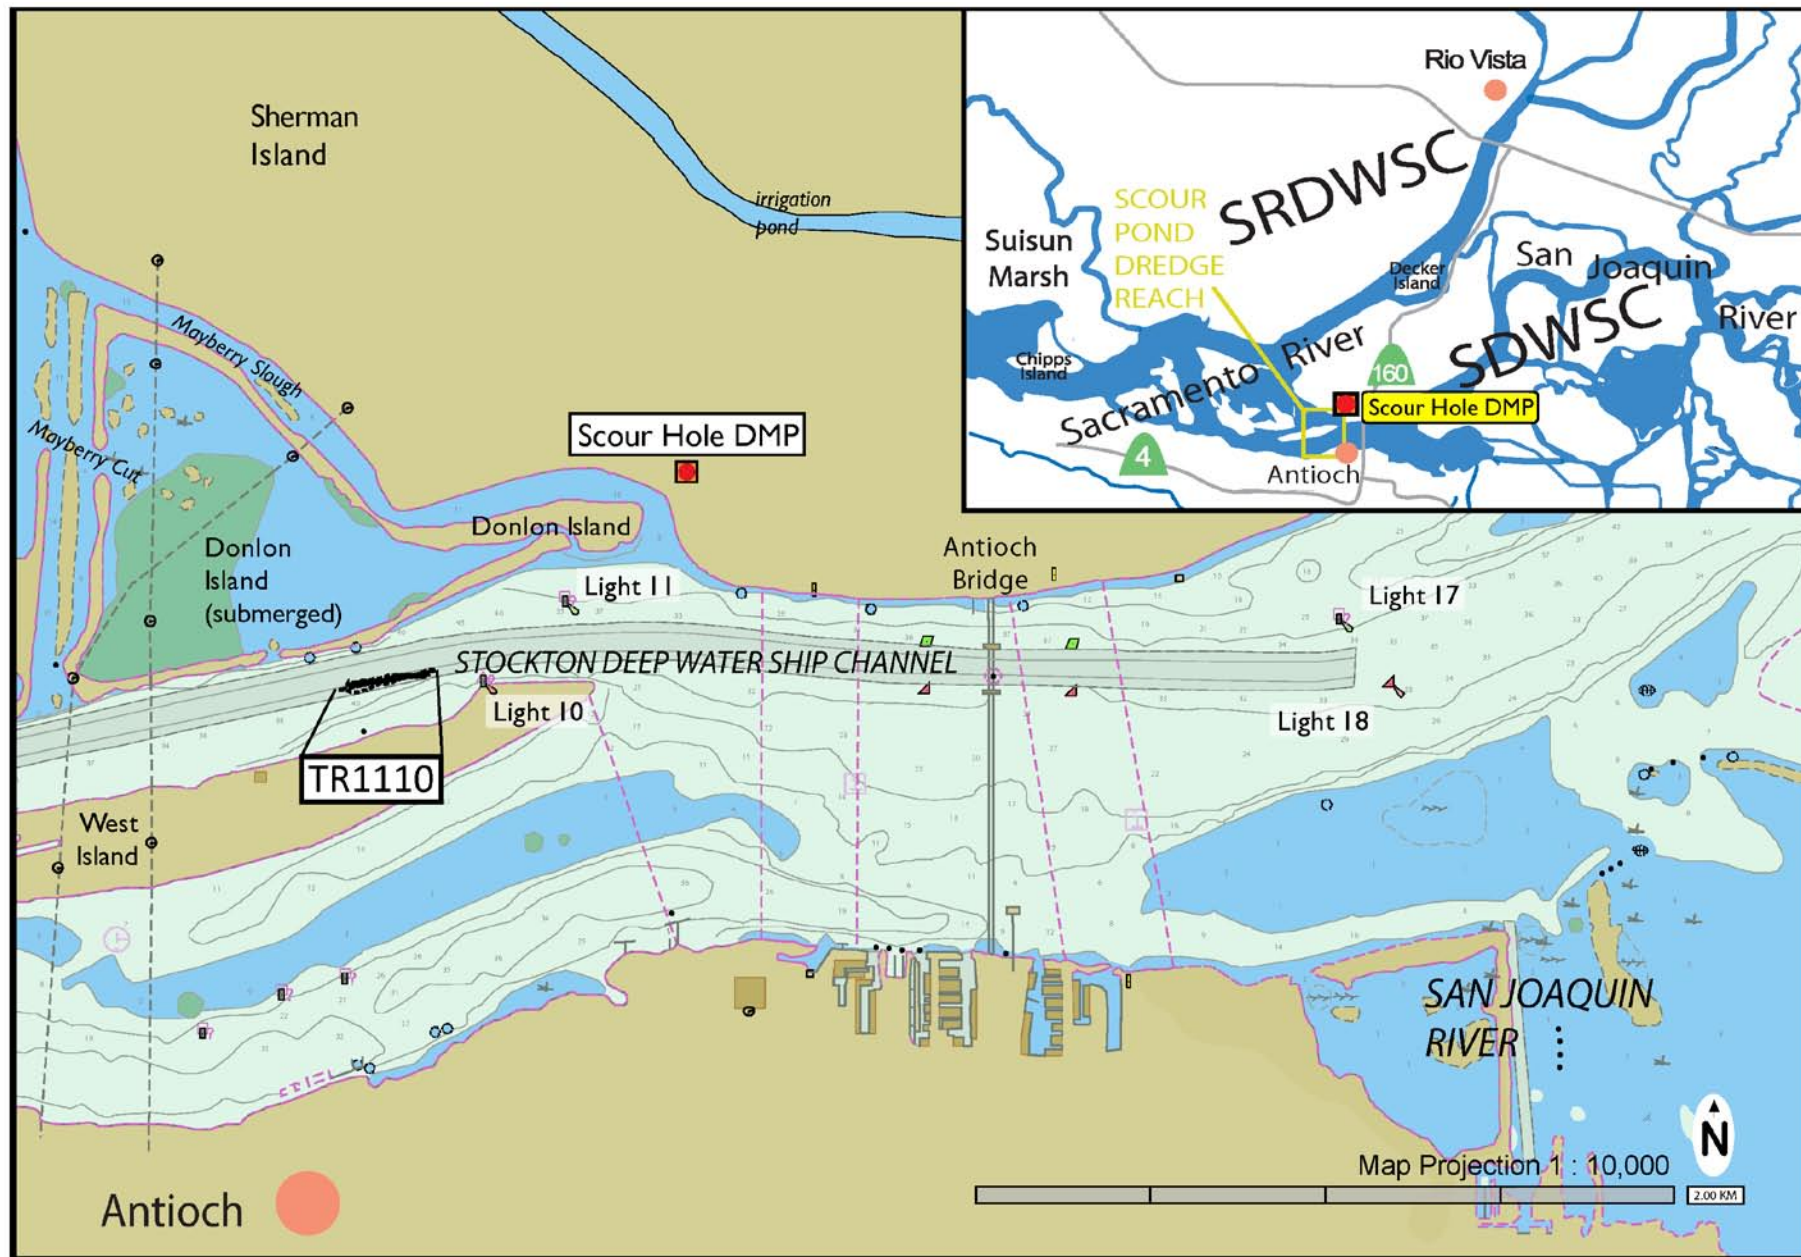 Sherman
Island
irrigation
pond
Mayberry Slough
Mayberry Cut
Scour Hole DMP
Donlon Island
Donlon
Island
(submerged)
Light 11
Antioch
Bridge
Light 17
STOCKTON DEEP WATER SHIP CHANNEL
Light 10
Light 18
TR1110
West
Island
SAN JOAQUIN
RIVER
N
Map Projection 1 : 10,000
2.00 KM
Antioch
Rio Vista
SRDWSC
SCOUR
POND
DREDGE
REACH
Suisun
Marsh
Decker
Island
San Joaquin
River
SDWSC
Chipps
Island
Sacramento River
160
Scour Hole DMP
4
Antioch